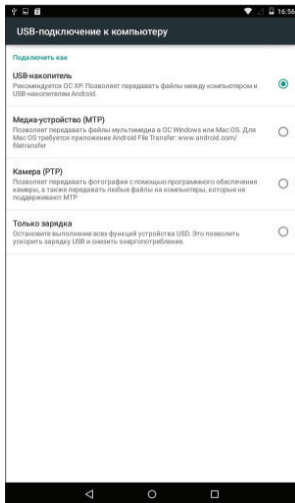 16:56
USB-подключение к компьютеру
Подключить как
USB-накопитель
Рекомендуется ОС XP. Позволяет передавать файлы между компьютером и
USB-накопителем Android.
Медиа-устройство (MTP)
Позволяет передавать файлы мультимедиа в ОС Windows или Mac OS. Для
Mac OS требуется приложение Android File Transfer: www.android.com/
filetransfer
Камера (PTP)
Позволяет передавать фотографии с помощью программного обеспечения
камеры, а также передавать любые файлы на компьютеры, которые не
поддерживают MTP
Только зарядка
Остановите выполнение всех функций устройства USD. Это позволить
ускорить зарядку USB и снизить энергопотребление.